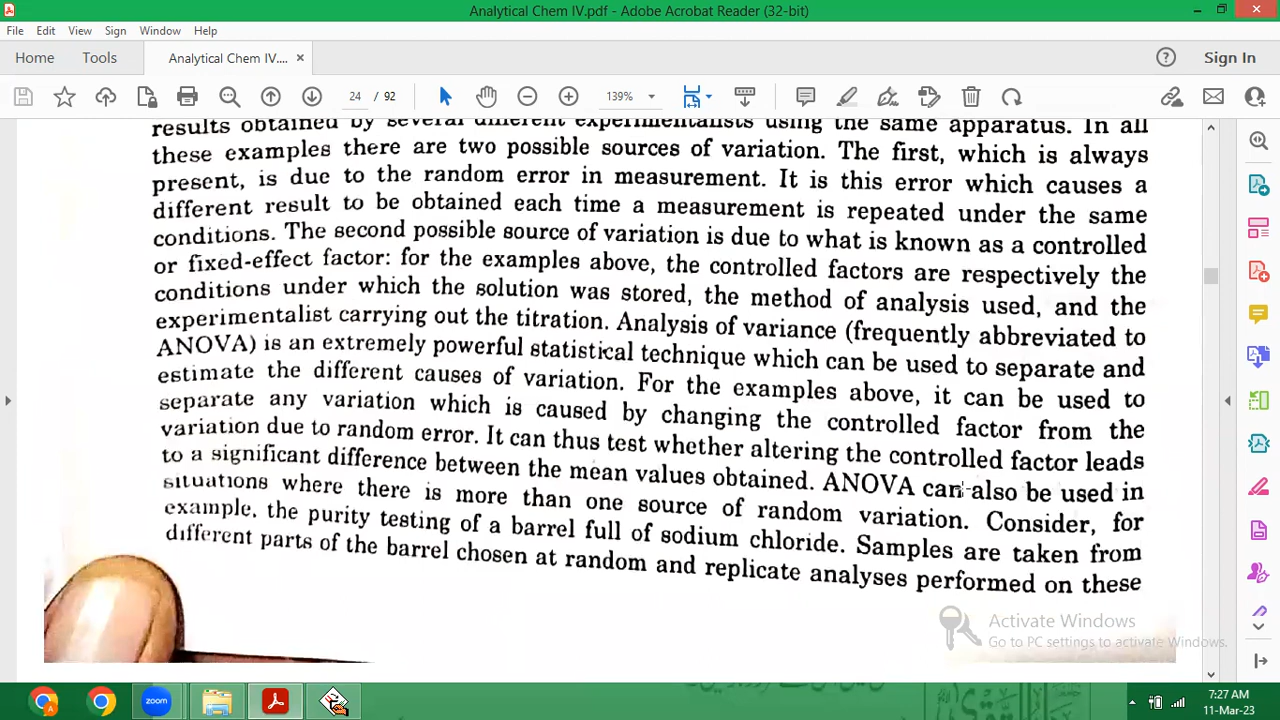 Analytical Chem IV.pdf - Adobe Acrobat Reader (32-bit)
File Edit View Sign Window Help
Home Tools Analytical Chem IV.... × Sign In
24 / 92 139%
results obtained by several different experimentalists using the same apparatus. In all
these examples there are two possible sources of variation. The first, which is always
present, is due to the random error in measurement. It is this error which causes a
different result to be obtained each time a measurement is repeated under the same
conditions. The second possible source of variation is due to what is known as a controlled
or fixed-effect factor: for the examples above, the controlled factors are respectively the
conditions under which the solution was stored, the method of analysis used, and the
experimentalist carrying out the titration. Analysis of variance (frequently abbreviated to
ANOVA) is an extremely powerful statistical technique which can be used to separate and
estimate the different causes of variation. For the examples above, it can be used to
separate any variation which is caused by changing the controlled factor from the
variation due to random error. It can thus test whether altering the controlled factor leads
to a significant difference between the mean values obtained. ANOVA can also be used in
situations where there is more than one source of random variation. Consider, for
example, the purity testing of a barrel full of sodium chloride. Samples are taken from
different parts of the barrel chosen at random and replicate analyses performed on these
Activate Windows
Go to PC settings to activate Windows.
zoom
7:27 AM
11-Mar-23